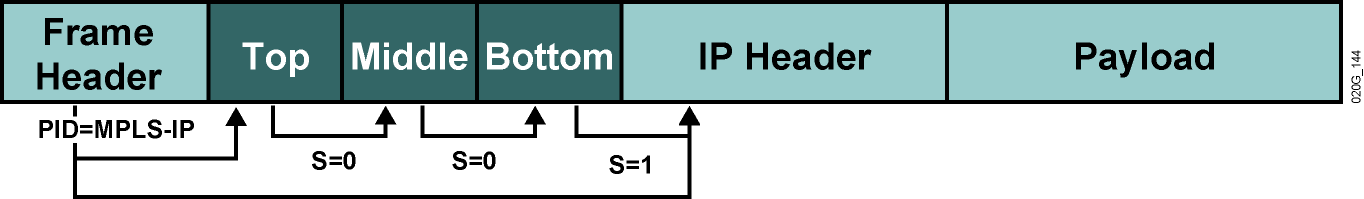 Frame
Header
Top
Middle
Bottom
IP Header
Payload
020G_144
PID=MPLS-IP
S=0
S=0
S=1